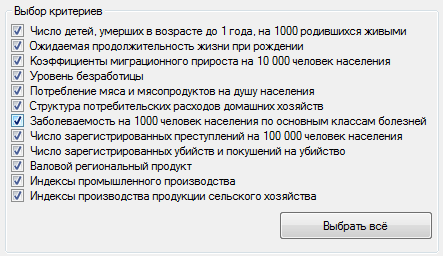 Выбор критериев
Число детей, умерших в возрасте до 1 года, на 1000 родившихся живыми
Ожидаемая продолжительность жизни при рождении
Коэффициенты миграционного прироста на 10 000 человек населения
Уровень безработицы
Потребление мяса и мясопродуктов на душу населения
Структура потребительских расходов домашних хозяйств
Заболеваемость на 1000 человек населения по основным классам болезней
Число зарегистрированных преступлений на 100 000 человек населения
Число зарегистрированных убийств и покушений на убийство
Валовой региональный продукт
Индексы промышленного производства
Индексы производства продукции сельского хозяйства
Выбрать всё